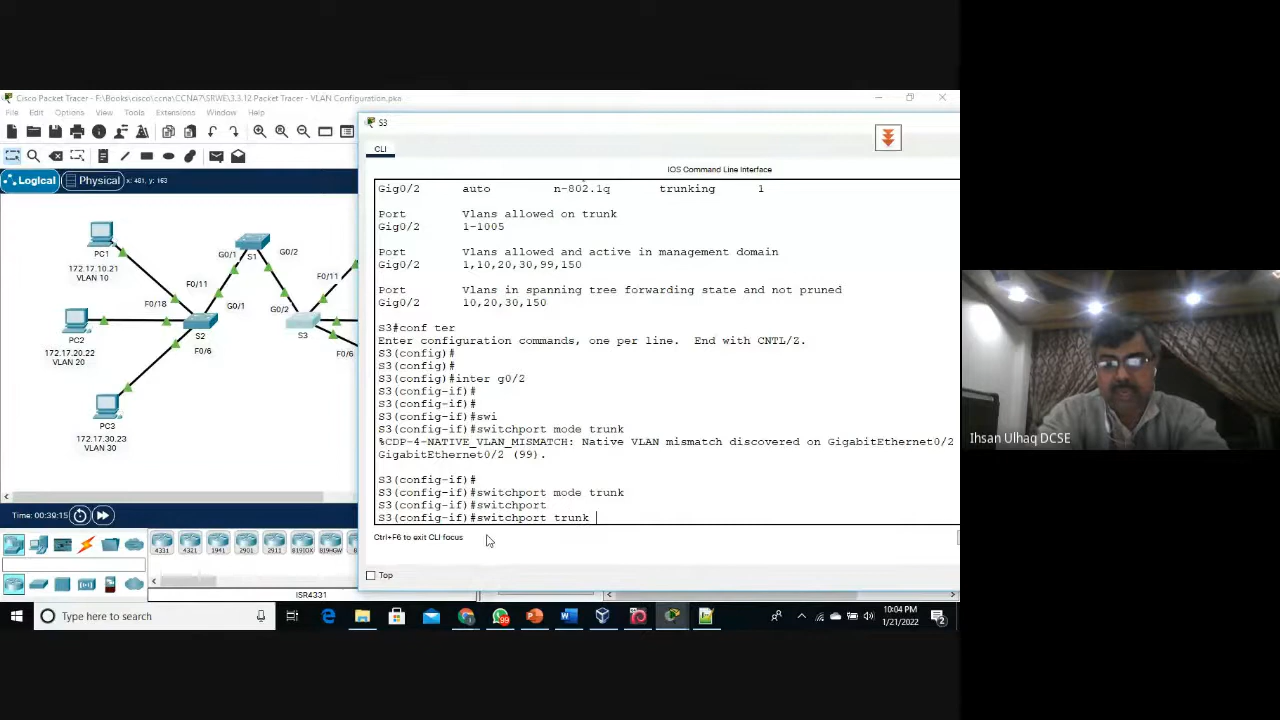 Cisco Packet Tracer - F:\Books\cisco\ccna\CCNA7\SRWE\3.3.12 Packet Tracer - VLAN Configuration.pka
File Edit Options View Tools Extensions Window Help
Logical Physical x: 481, y: 163
PC1
172.17.10.21
VLAN 10
F0/11
F0/18
PC2
172.17.20.22
VLAN 20
S2
F0/6
PC3
172.17.30.23
VLAN 30
G0/1
S1
G0/2
G0/1
G0/2
S3
F0/11
F0/6
Time: 00:39:15
4331 4321 1941 2901 2911 819IOX 819HGW
ISR4331
S3
CLI
IOS Command Line Interface
Gig0/2 auto n-802.1q trunking 1
Port Vlans allowed on trunk
Gig0/2 1-1005
Port Vlans allowed and active in management domain
Gig0/2 1,10,20,30,99,150
Port Vlans in spanning tree forwarding state and not pruned
Gig0/2 10,20,30,150
S3#conf ter
Enter configuration commands, one per line. End with CNTL/Z.
S3(config)#
S3(config)#
S3(config)#inter g0/2
S3(config-if)#
S3(config-if)#
S3(config-if)#swi
S3(config-if)#switchport mode trunk
%CDP-4-NATIVE_VLAN_MISMATCH: Native VLAN mismatch discovered on GigabitEthernet0/2
GigabitEthernet0/2 (99).
S3(config-if)#
S3(config-if)#switchport mode trunk
S3(config-if)#switchport
S3(config-if)#switchport trunk
Ctrl+F6 to exit CLI focus
Top
Type here to search
99
10:04 PM
1/21/2022
2
Ihsan Ulhaq DCSE